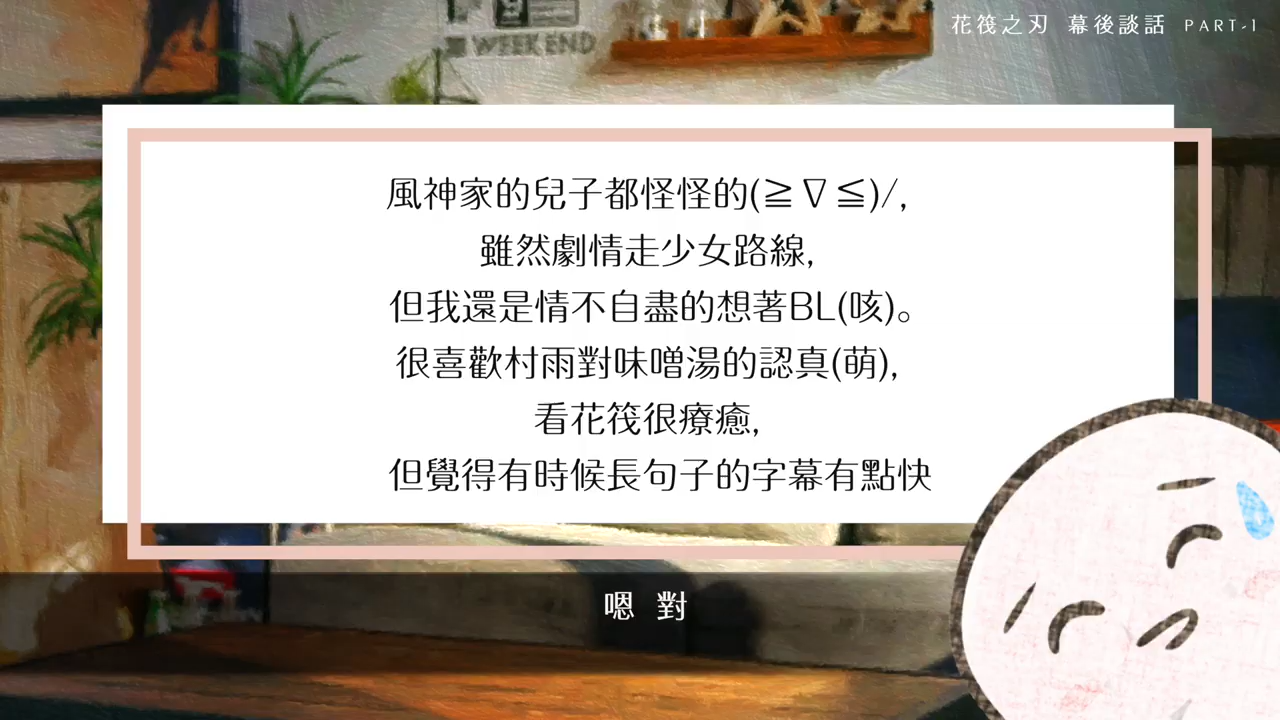 花筏之刃 幕後談話 PART-1
WEEKEND
風神家的兒子都怪怪的(≧∇≦)/,
雖然劇情走少女路線,
但我還是情不自盡的想著BL(咳)。
很喜歡村雨對味噌湯的認真(萌),
看花筏很療癒,
但覺得有時候長句子的字幕有點快
嗯 對